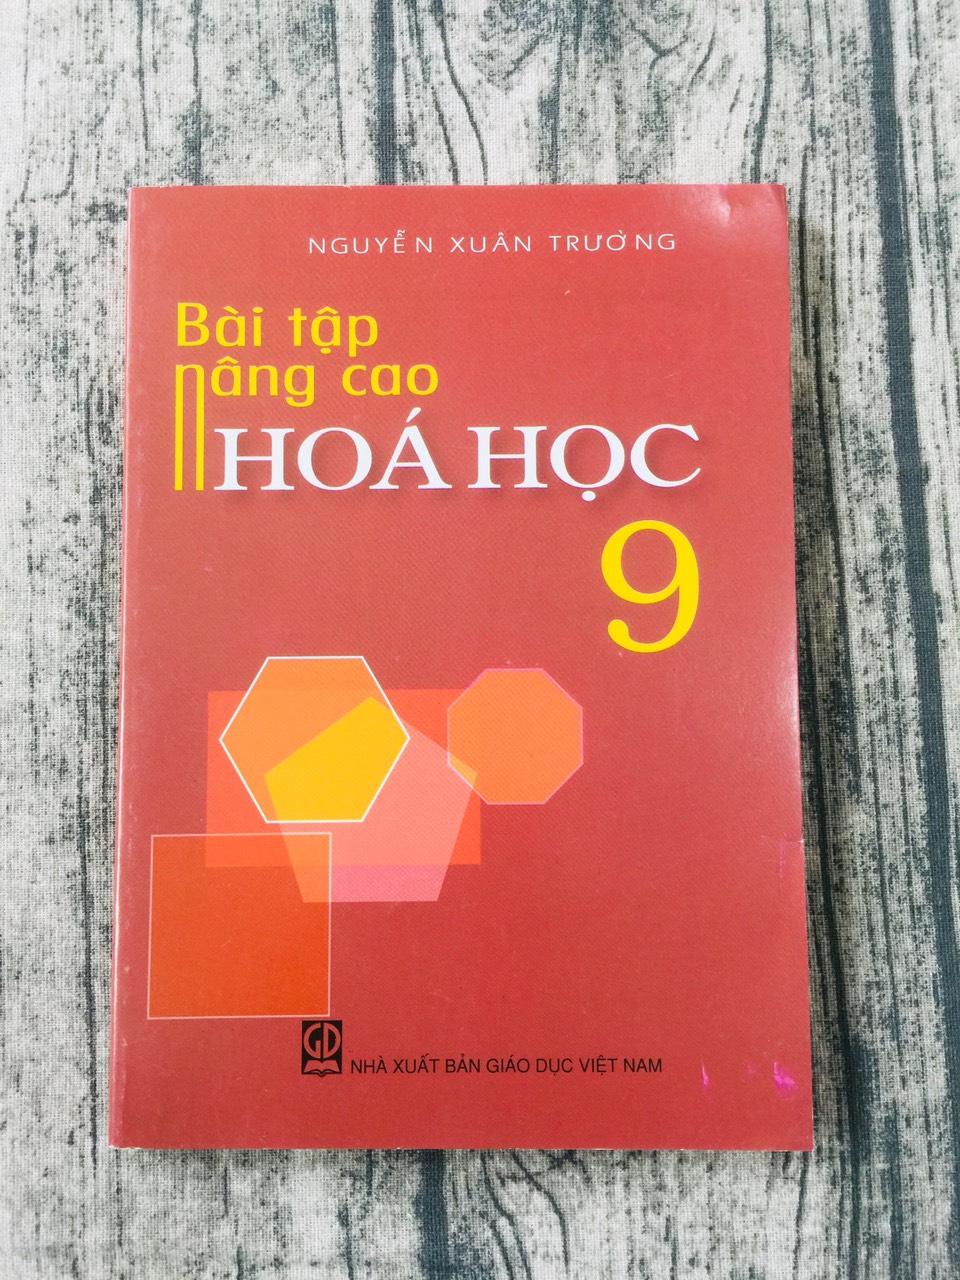 NGUYỄN XUÂN TRƯỜNG
Bài tập
nâng cao
HOÁ HỌC
9
GD
NHÀ XUẤT BẢN GIÁO DỤC VIỆT NAM